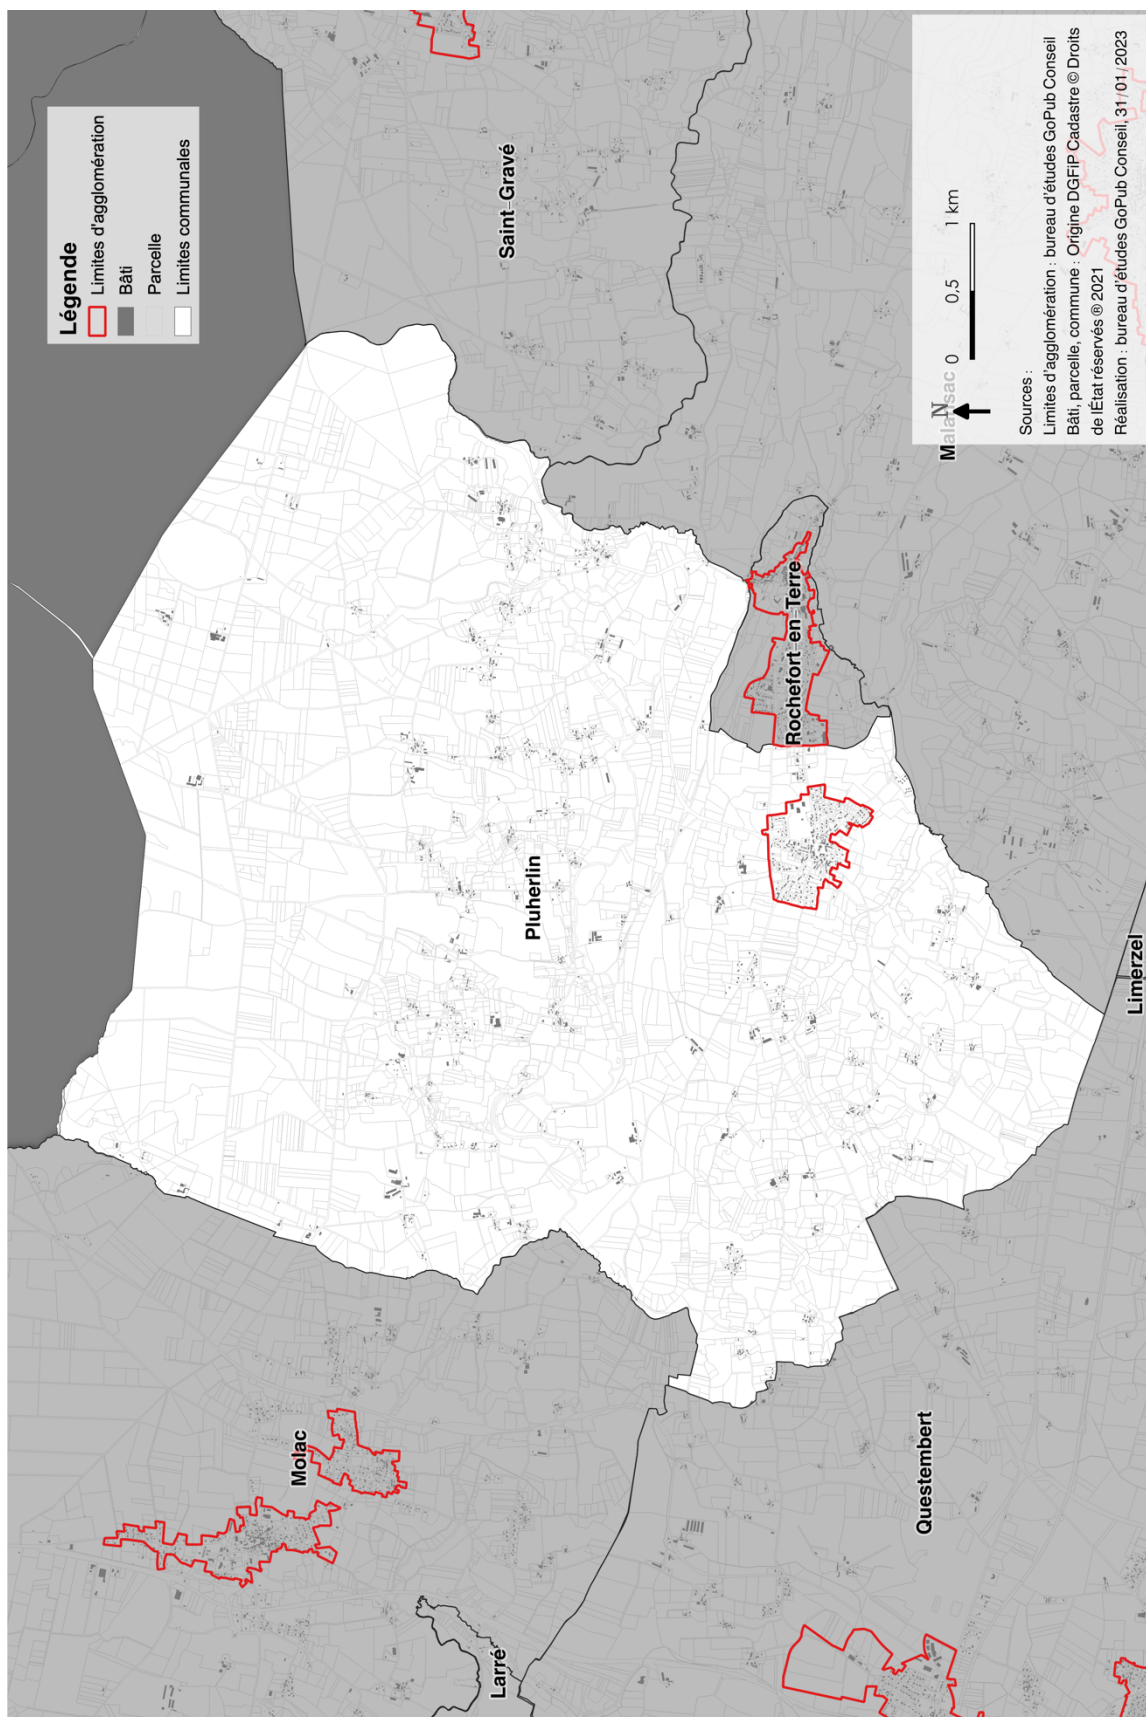 Légende
Limites d'agglomération
Bâti
Parcelle
Limites communales
Saint-Gravé
Molac
Pluherlin
Larré
Rochefort-en-Terre
Questembert
Malansac
Limerzel
N
0 0,5 1 km
Sources :
Limites d'agglomération : bureau d'études GoPub Conseil
Bâti, parcelle, commune : Origine DGFiP Cadastre © Droits
de lÉtat réservés ® 2021
Réalisation : bureau d'études GoPub Conseil, 31/01/2023